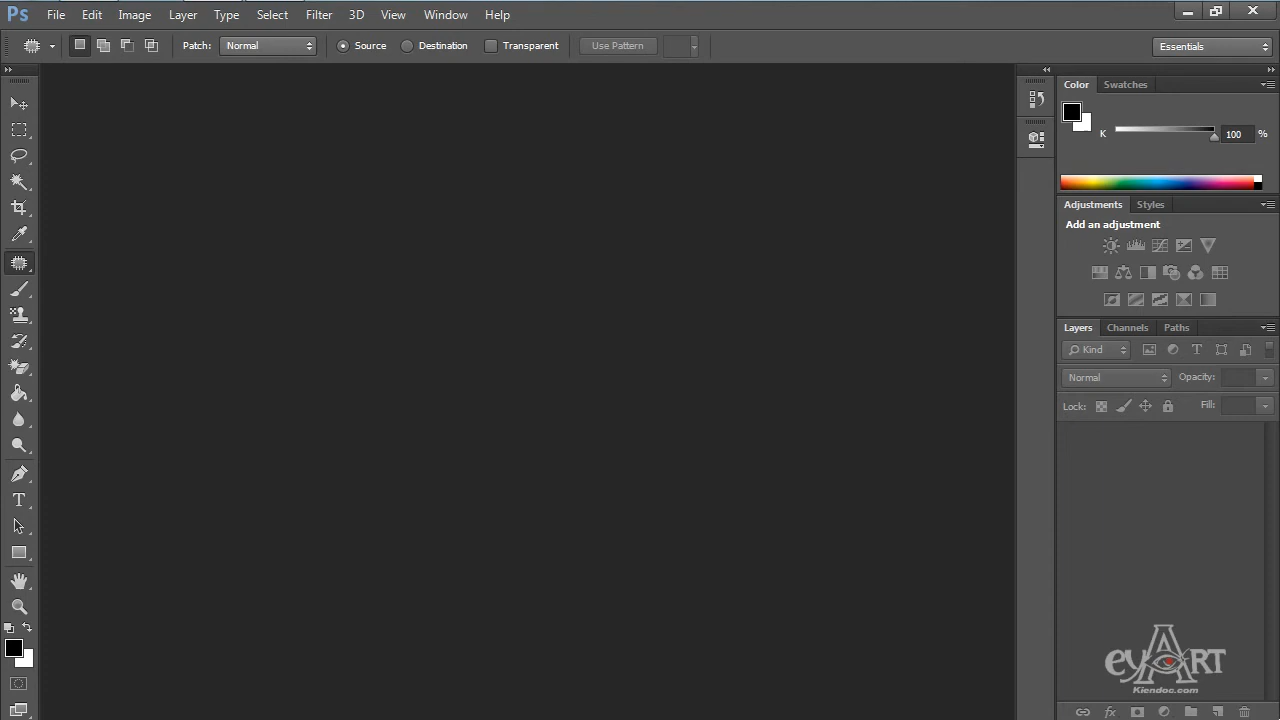 Ps File Edit Image Layer Type Select Filter 3D View Window Help
Patch: Normal Source Destination Transparent Use Pattern Essentials
Color Swatches
K 100 %
Adjustments Styles
Add an adjustment
Layers Channels Paths
Kind T
Normal Opacity:
Lock: Fill:
T
eyART
Kiendoc.com
fx